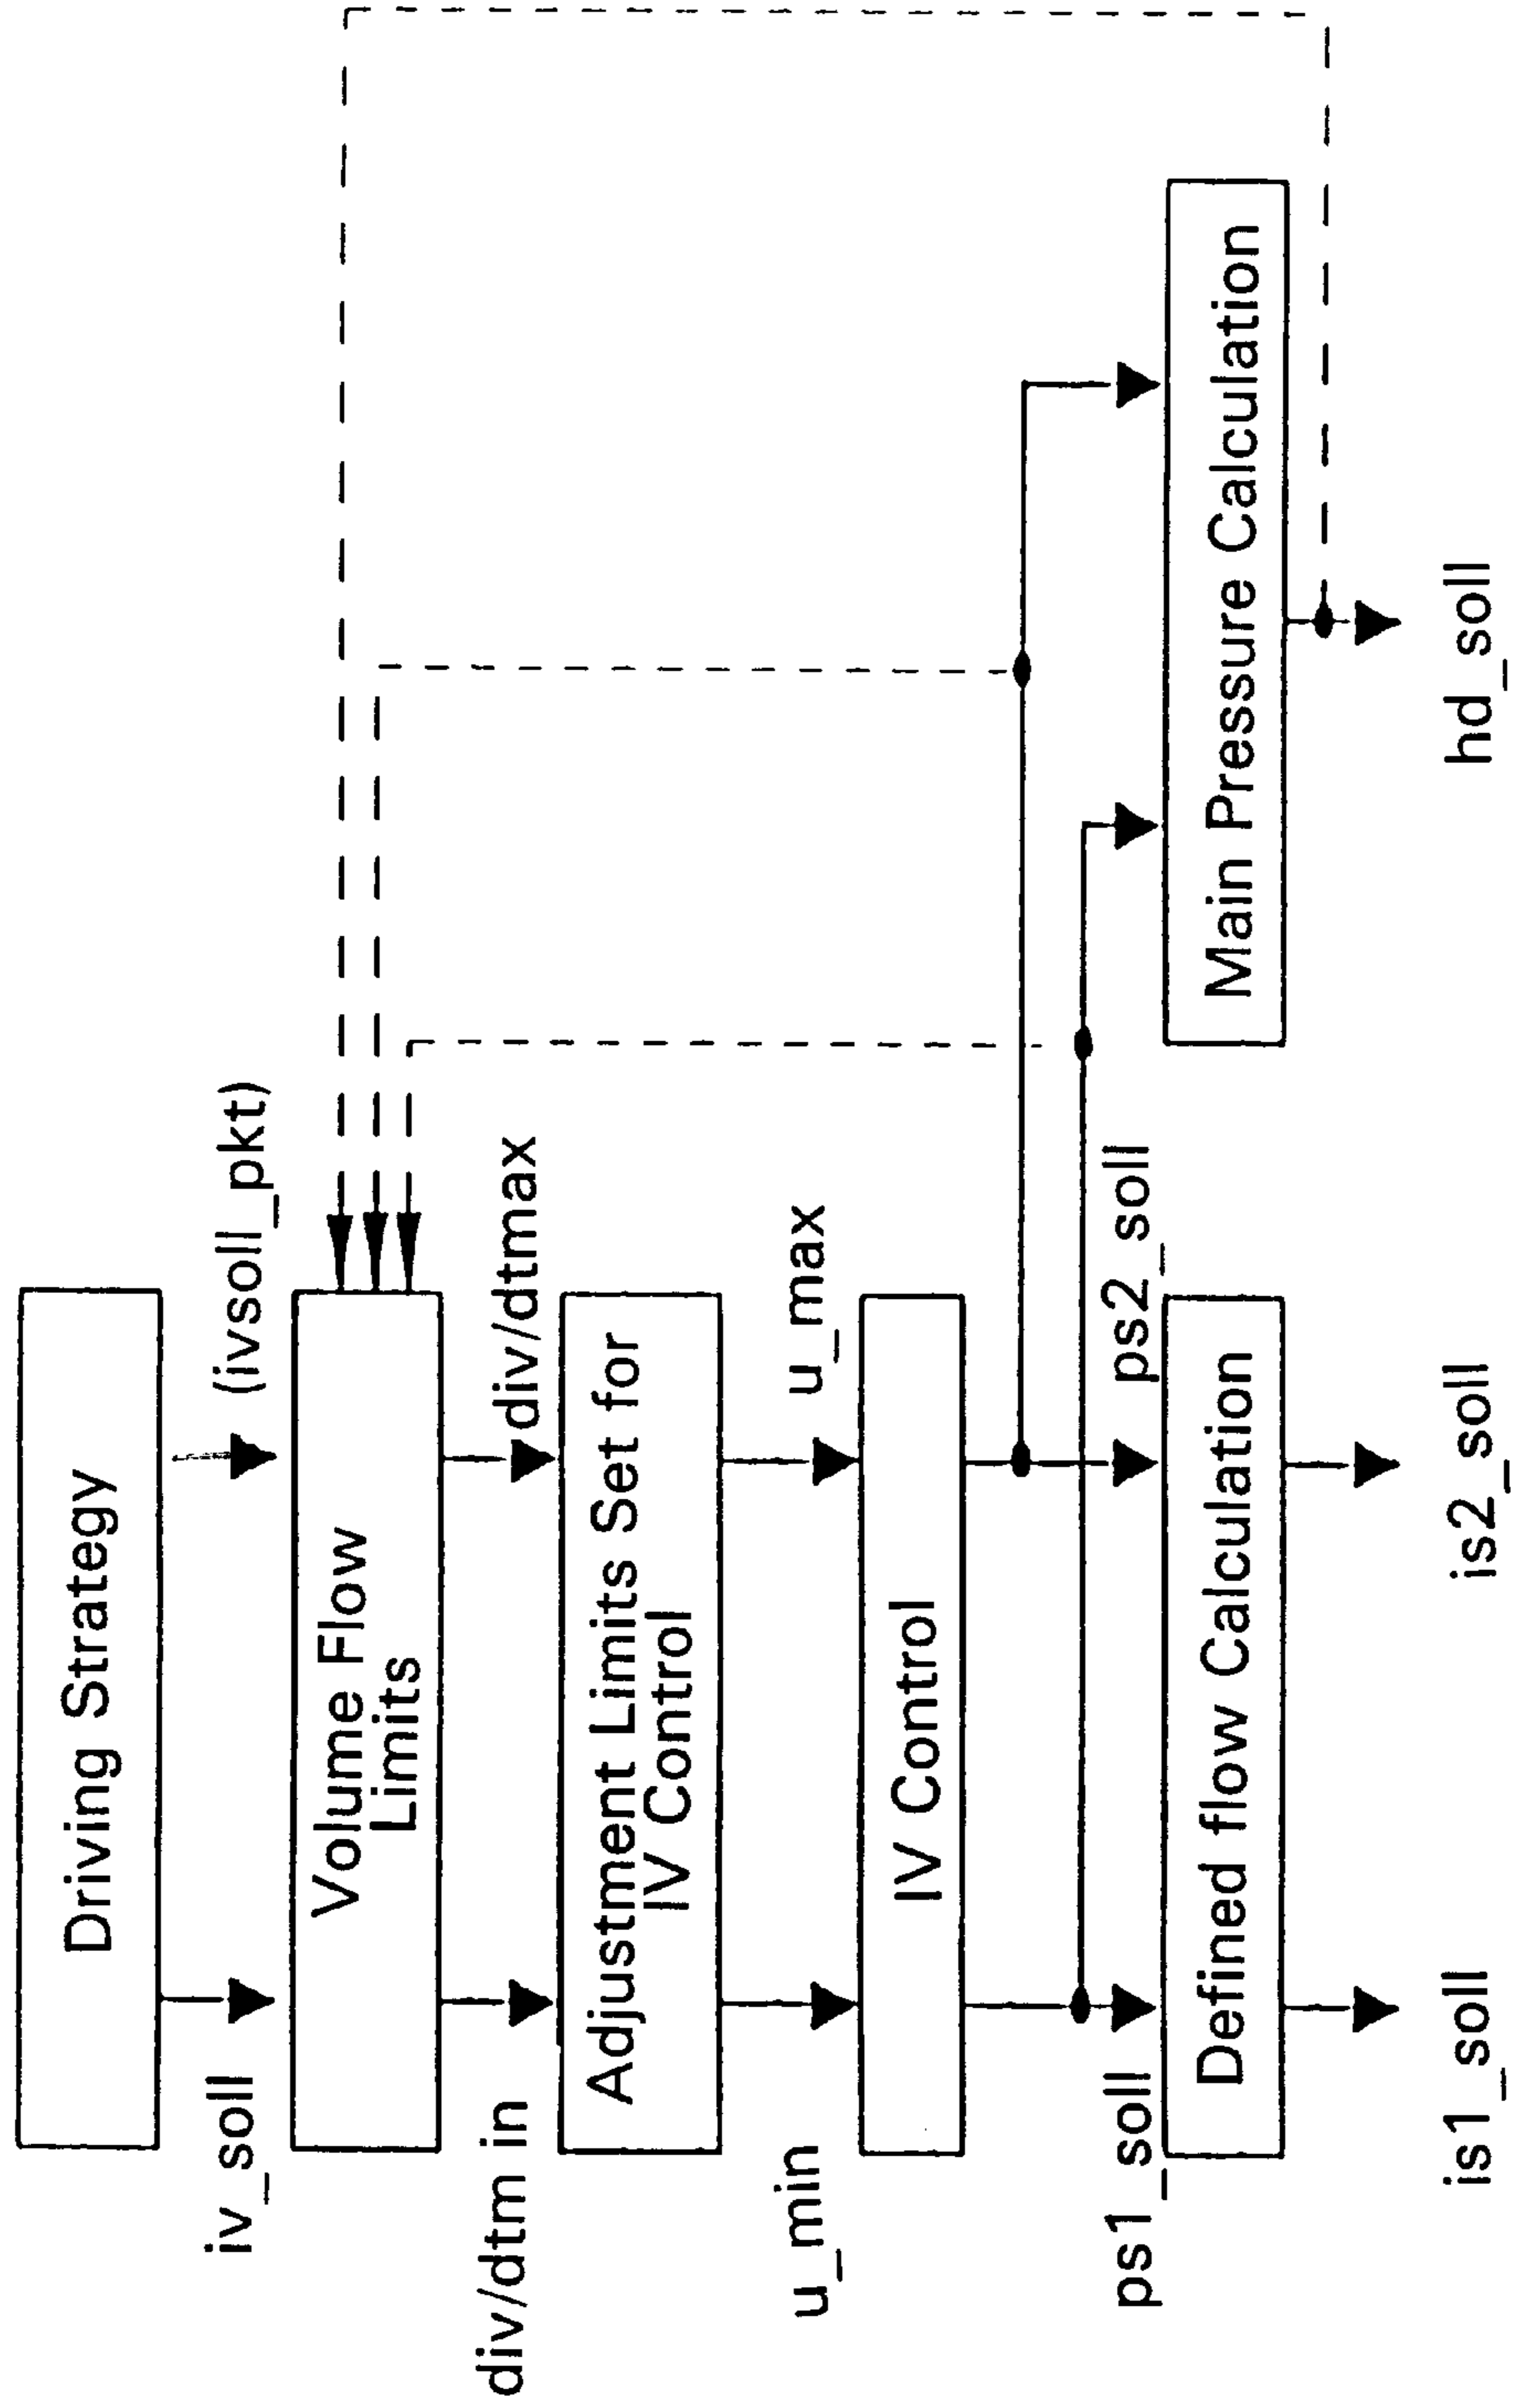 Driving Strategy
iv_soll
(ivsoll_pkt)
Volume Flow
Limits
div/dtm in
div/dtmax
Adjustment Limits Set for
IV Control
u_min
u_max
IV Control
ps1_soll
ps2_soll
Defined flow Calculation
Main Pressure Calculation
is1_soll
is2_soll
hd_soll